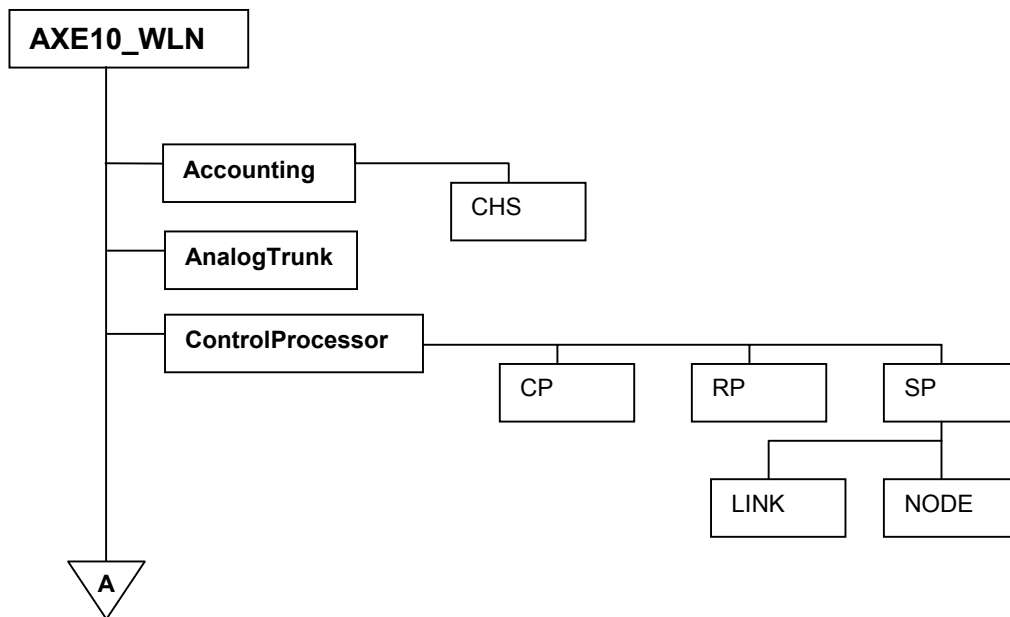 AXE10_WLN
Accounting
CHS
AnalogTrunk
ControlProcessor
CP
RP
SP
LINK
NODE
A